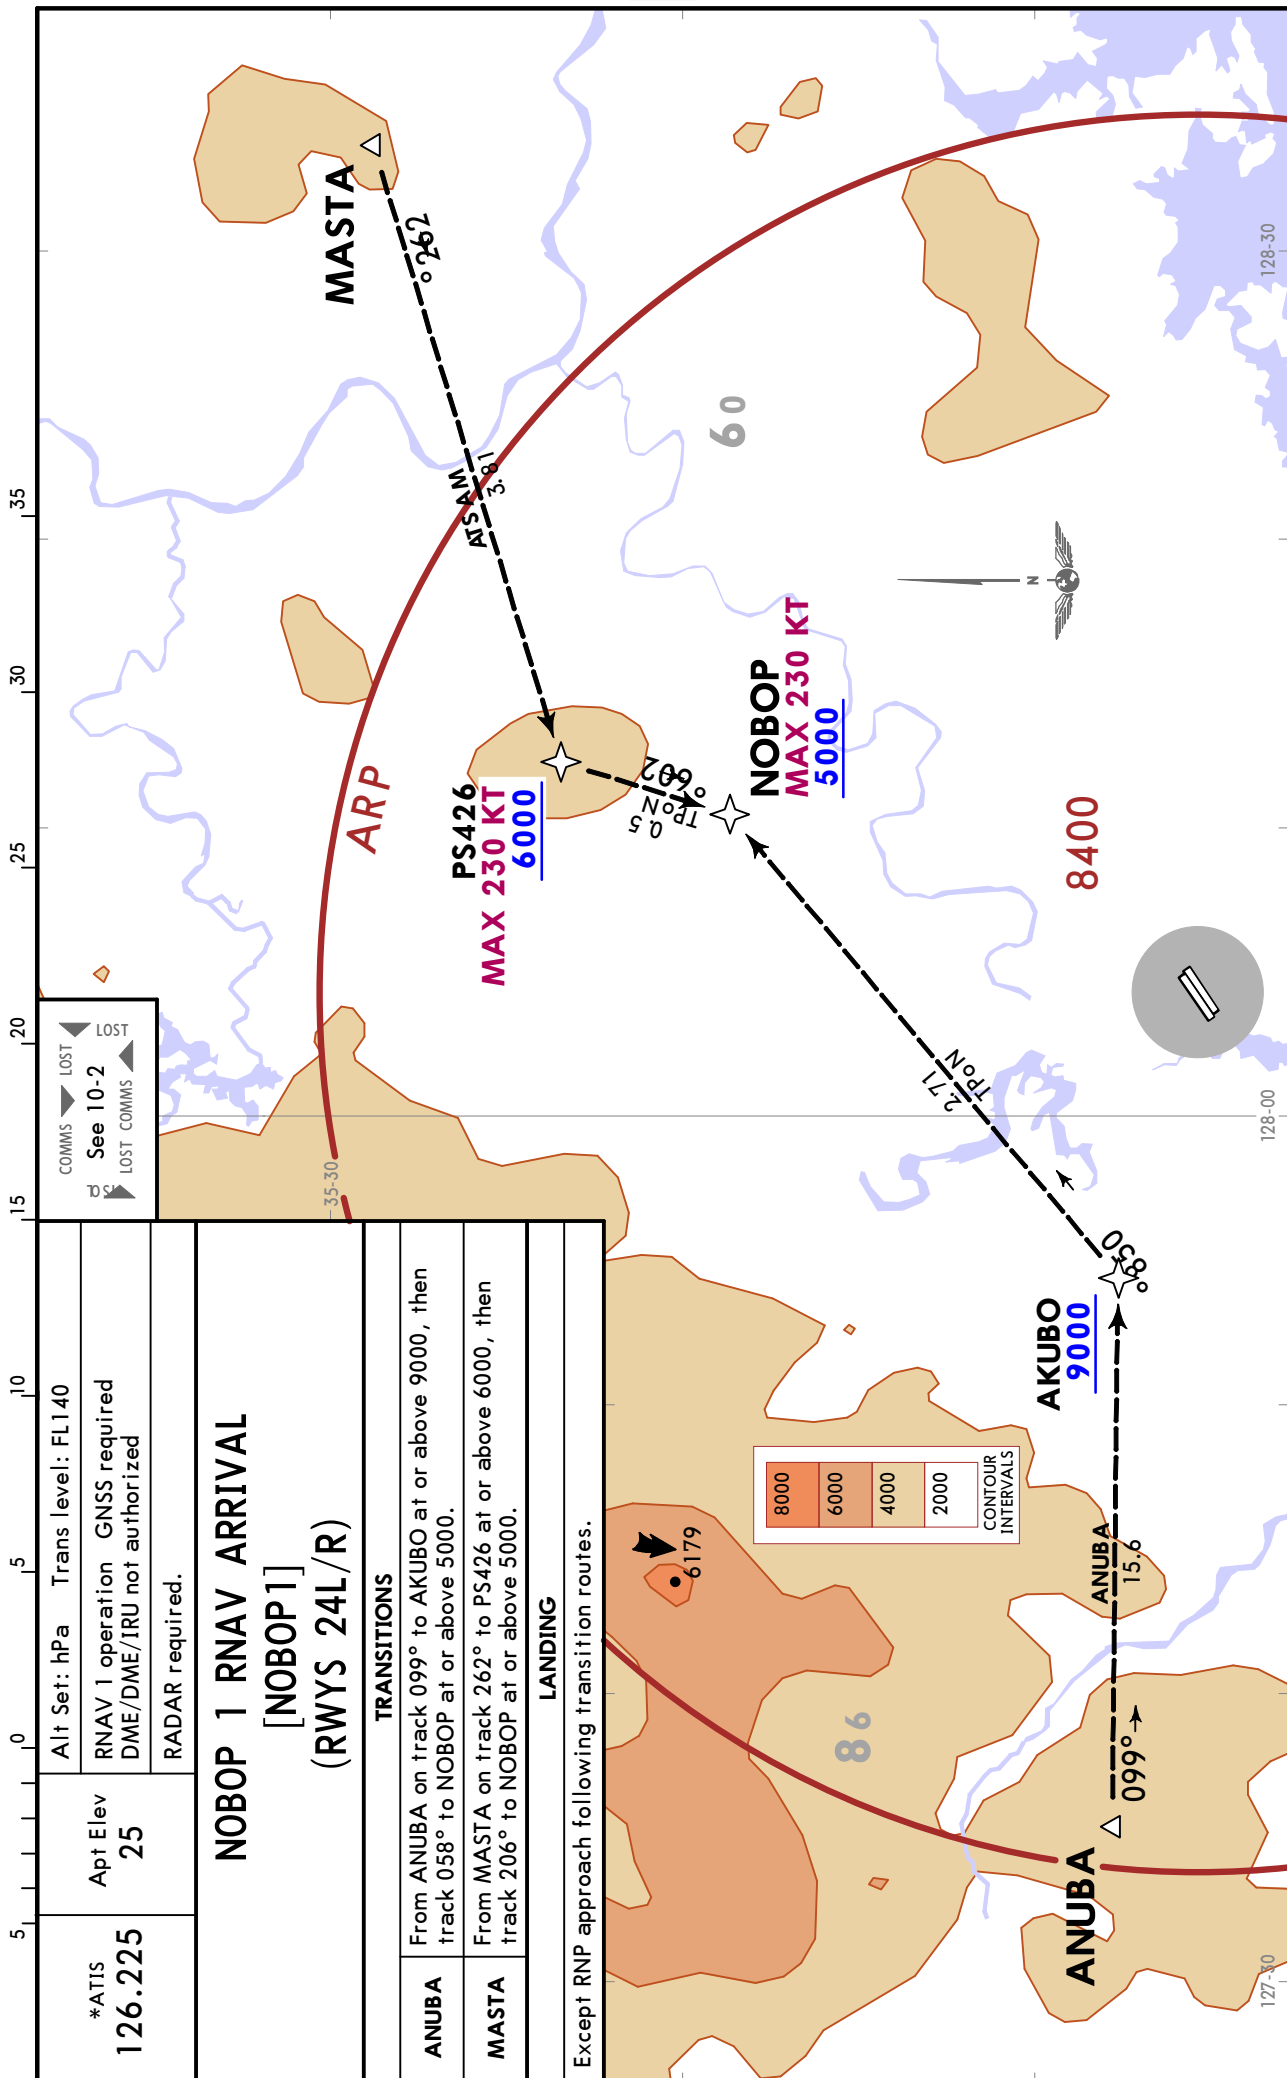 5
0
5
10
15
20
25
30
35
*ATIS
126.225
Apt Elev
25
Alt Set: hPa Trans level: FL140
RNAV 1 operation GNSS required
DME/DME/IRU not authorized
RADAR required.
COMMS LOST
LOST
See 10-2
LOST COMMS
NOBOP 1 RNAV ARRIVAL
[NOBOP1]
(RWYS 24L/R)
TRANSITIONS
ANUBA
From ANUBA on track 099° to AKUBO at or above 9000, then
track 058° to NOBOP at or above 5000.
MASTA
From MASTA on track 262° to PS426 at or above 6000, then
track 206° to NOBOP at or above 5000.
LANDING
Except RNP approach following transition routes.
35-30
ARP
MASTA
ATS AM
3.81
PS426
MAX 230 KT
6000
0.5
TPoN
°602
NOBOP
MAX 230 KT
5000
60
N
8400
2.71
TPoN
°850
AKUBO
9000
6179
8000
6000
4000
2000
CONTOUR
INTERVALS
86
ANUBA
15.6
099°
ANUBA
127-30
128-00
128-30